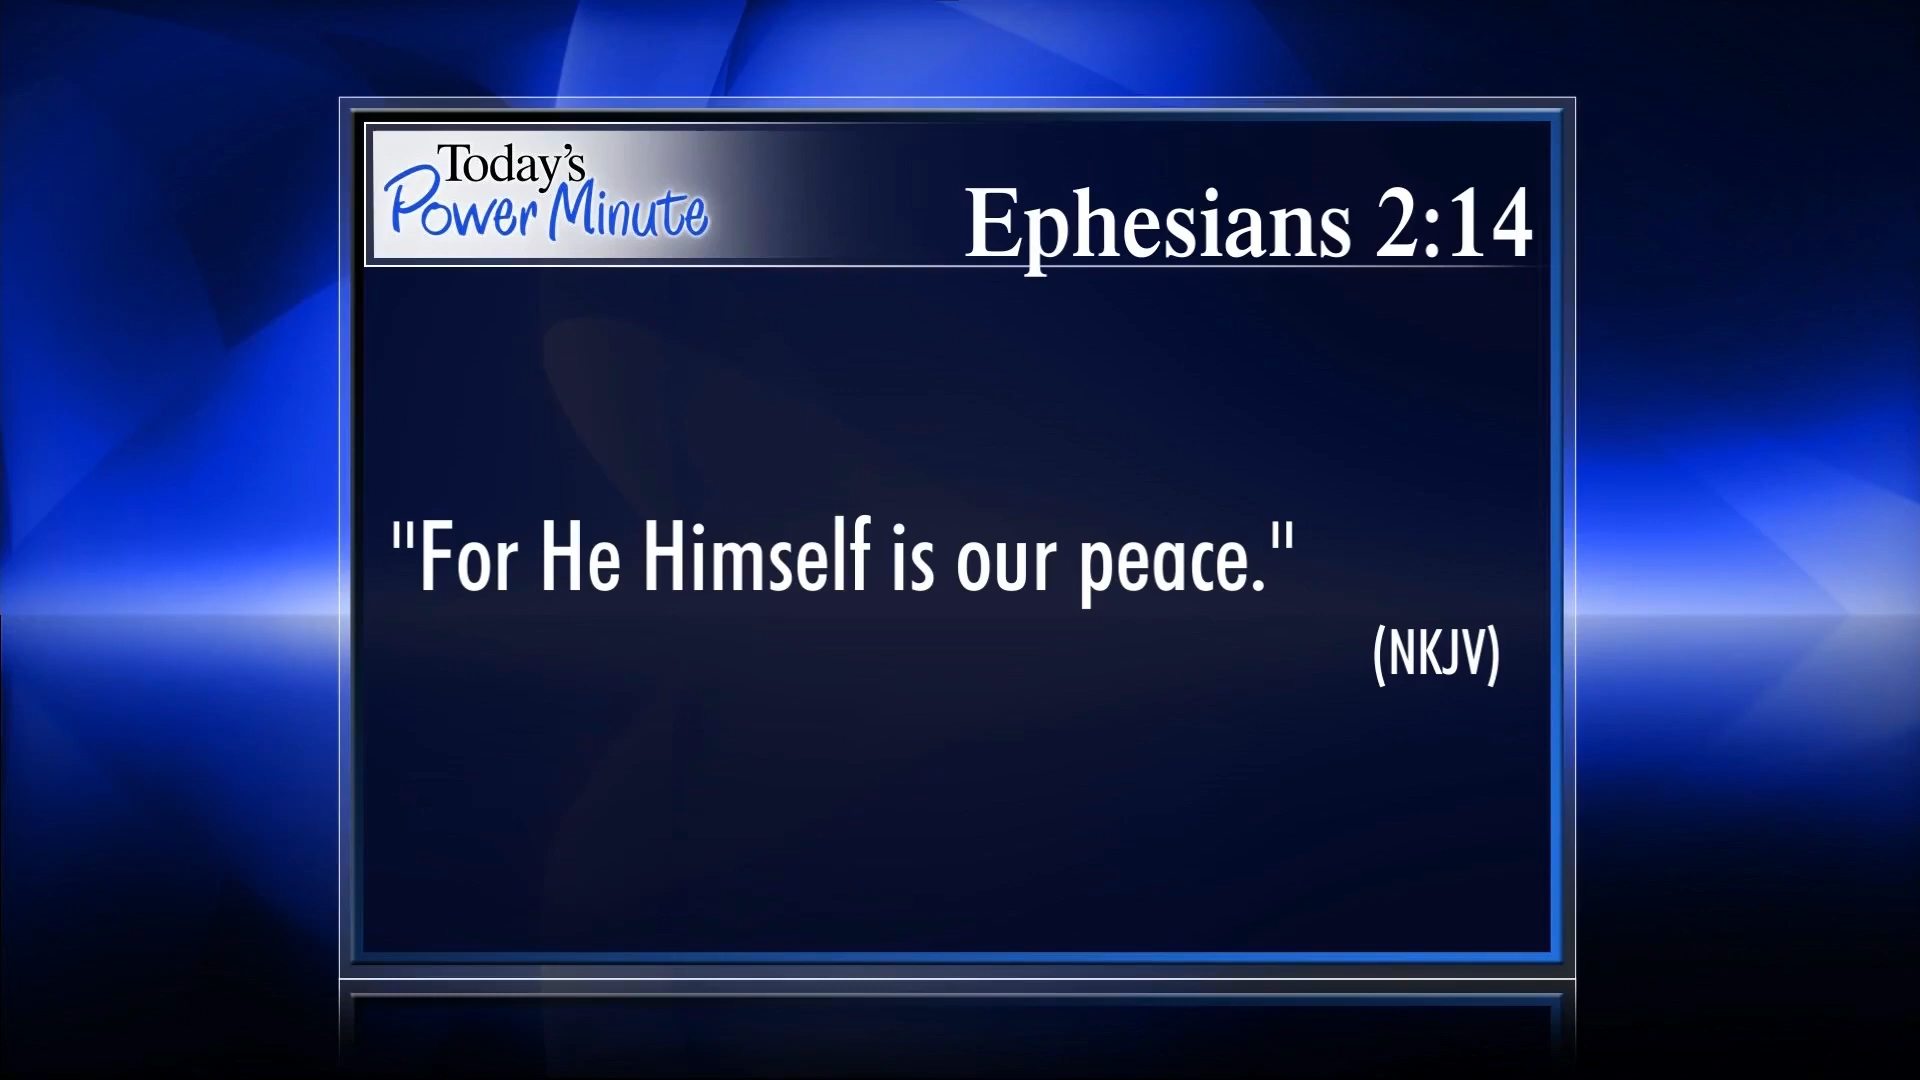 Today's
Power Minute
Ephesians 2:14
"For He Himself is our peace."
(NKJV)